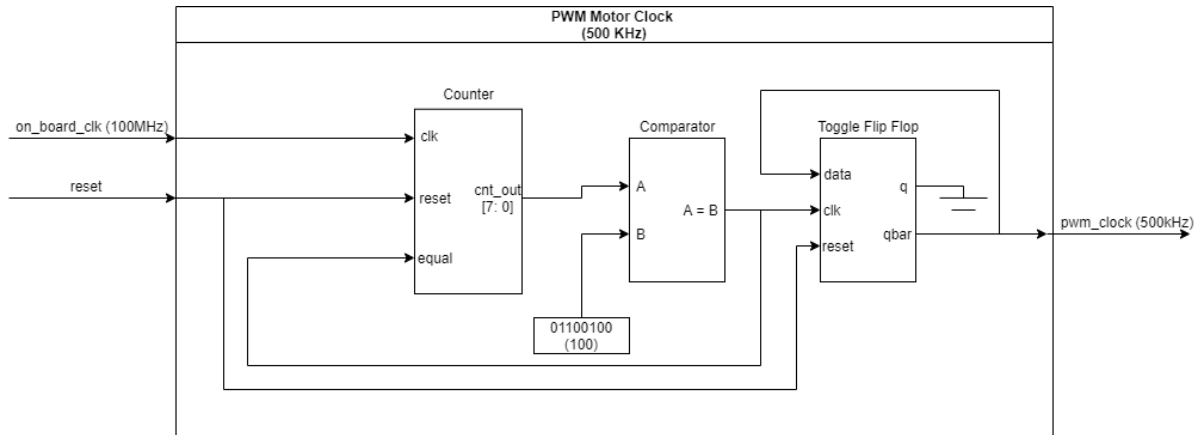 PWM Motor Clock
(500 KHz)
Counter
on_board_clk (100MHz)
clk
Comparator
Toggle Flip Flop
data
reset
reset
cnt_out
[7: 0]
A
q
A = B
clk
pwm_clock (500kHz)
B
qbar
reset
equal
01100100
(100)